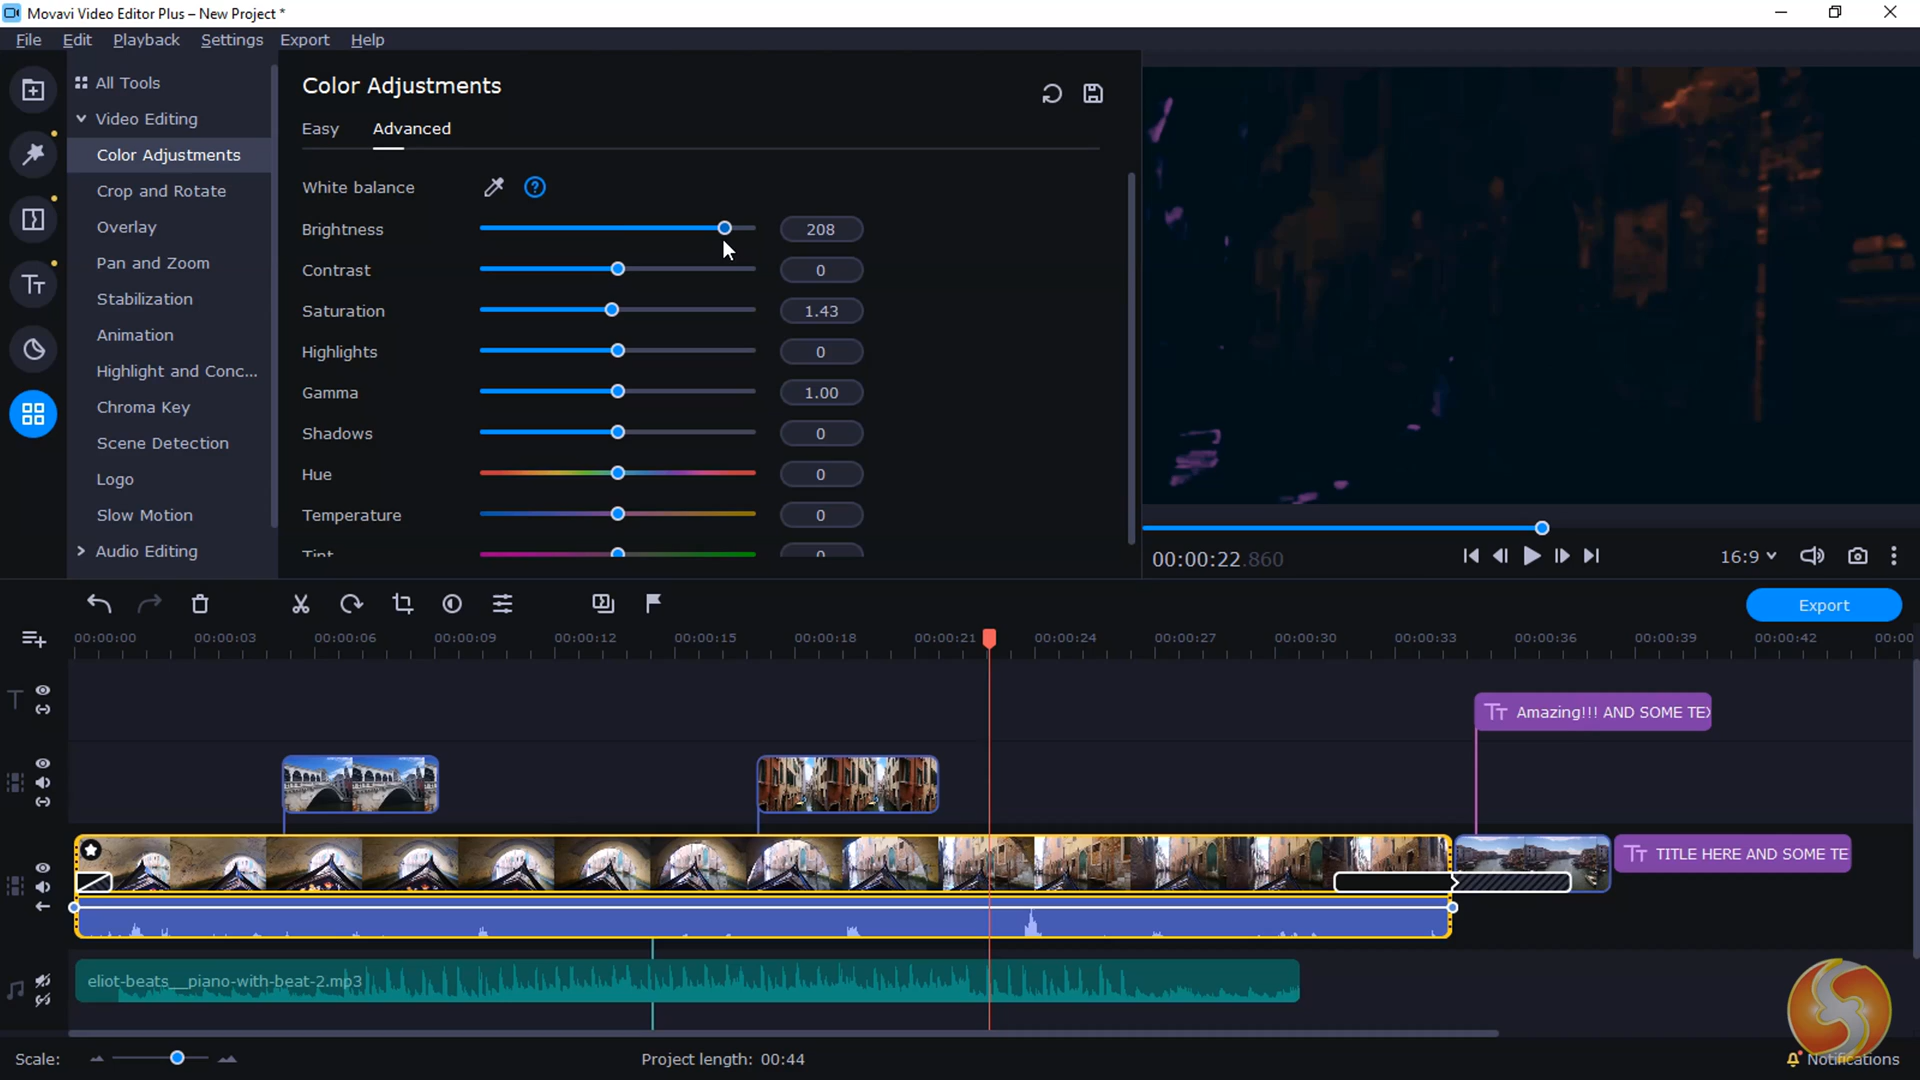 Movavi Video Editor Plus – New Project *
File Edit Playback Settings Export Help
All Tools
Video Editing
Color Adjustments
Crop and Rotate
Overlay
Pan and Zoom
Stabilization
Animation
Highlight and Conc...
Chroma Key
Scene Detection
Logo
Slow Motion
Audio Editing
Color Adjustments
Easy Advanced
White balance ?
Brightness 208
Contrast 0
Saturation 1.43
Highlights 0
Gamma 1.00
Shadows 0
Hue 0
Temperature 0
Tint 0
00:00:22.860
16:9
Export
00:00:00 00:00:03 00:00:06 00:00:09 00:00:12 00:00:15 00:00:18 00:00:21 00:00:24 00:00:27 00:00:30 00:00:33 00:00:36 00:00:39 00:00:42 00:00
Amazing!!! AND SOME TEX
TITLE HERE AND SOME TE
eliot-beats__piano-with-beat-2.mp3
Scale:
Project length: 00:44
Notifications